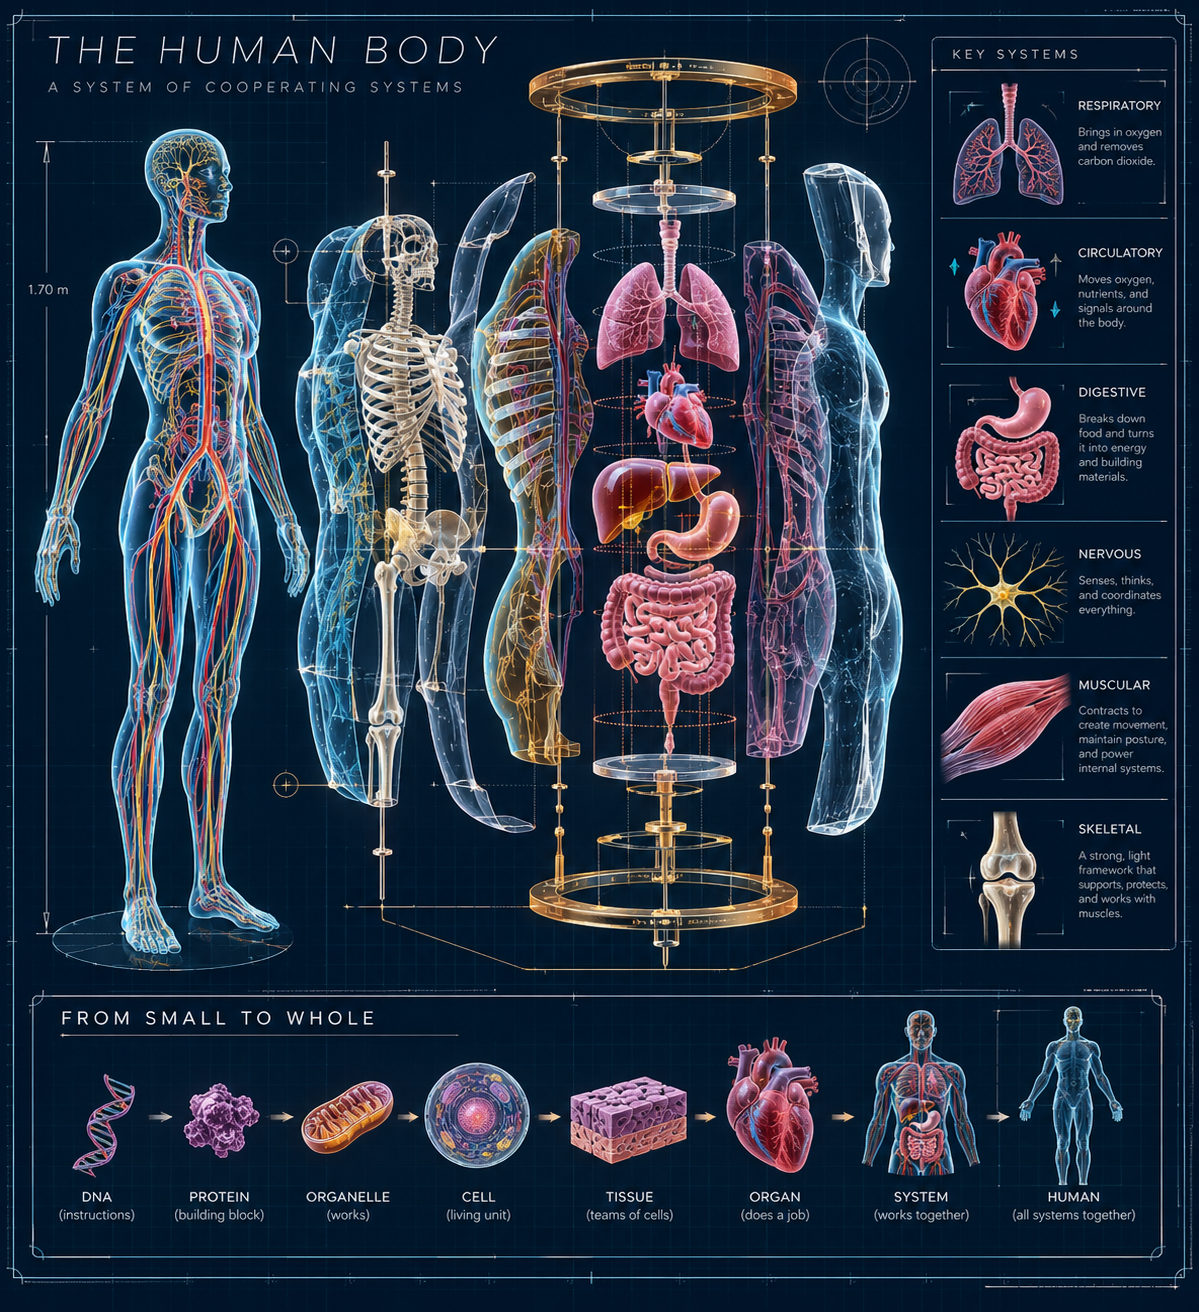 THE HUMAN BODY
A SYSTEM OF COOPERATING SYSTEMS
1.70 m
KEY SYSTEMS
RESPIRATORY
Brings in oxygen
and removes
carbon dioxide.
CIRCULATORY
Moves oxygen,
nutrients, and
signals around
the body.
DIGESTIVE
Breaks down
food and turns
it into energy
and building
materials.
NERVOUS
Senses, thinks,
and coordinates
everything.
MUSCULAR
Contracts to
create movement,
maintain posture,
and power
internal systems.
SKELETAL
A strong, light
framework that
supports, protects,
and works with
muscles.
FROM SMALL TO WHOLE
DNA
(instructions)
PROTEIN
(building block)
ORGANELLE
(works)
CELL
(living unit)
TISSUE
(teams of cells)
ORGAN
(does a job)
SYSTEM
(works together)
HUMAN
(all systems together)